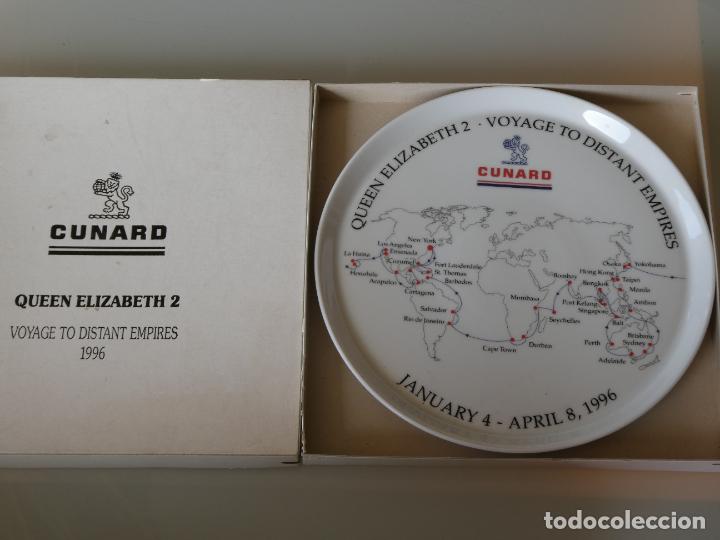 CUNARD
QUEEN ELIZABETH 2
VOYAGE TO DISTANT EMPIRES
1996
QUEEN ELIZABETH 2 · VOYAGE TO DISTANT EMPIRES
CUNARD
New York
Los Angeles
Ensenada
La Haina
Cozumel
Fort Lauderdale
Honolulu
St. Thomas
Acapulco
Barbados
Cartagena
Salvador
Rio de Janeiro
Cape Town
Durban
Mombasa
Seychelles
Bombay
Port Kelang
Singapore
Bangkok
Hong Kong
Osaka
Yokohama
Taipei
Manila
Ambon
Bali
Brisbane
Perth
Sydney
Adelaide
JANUARY 4 - APRIL 8, 1996
todocoleccion
todocoleccion.net